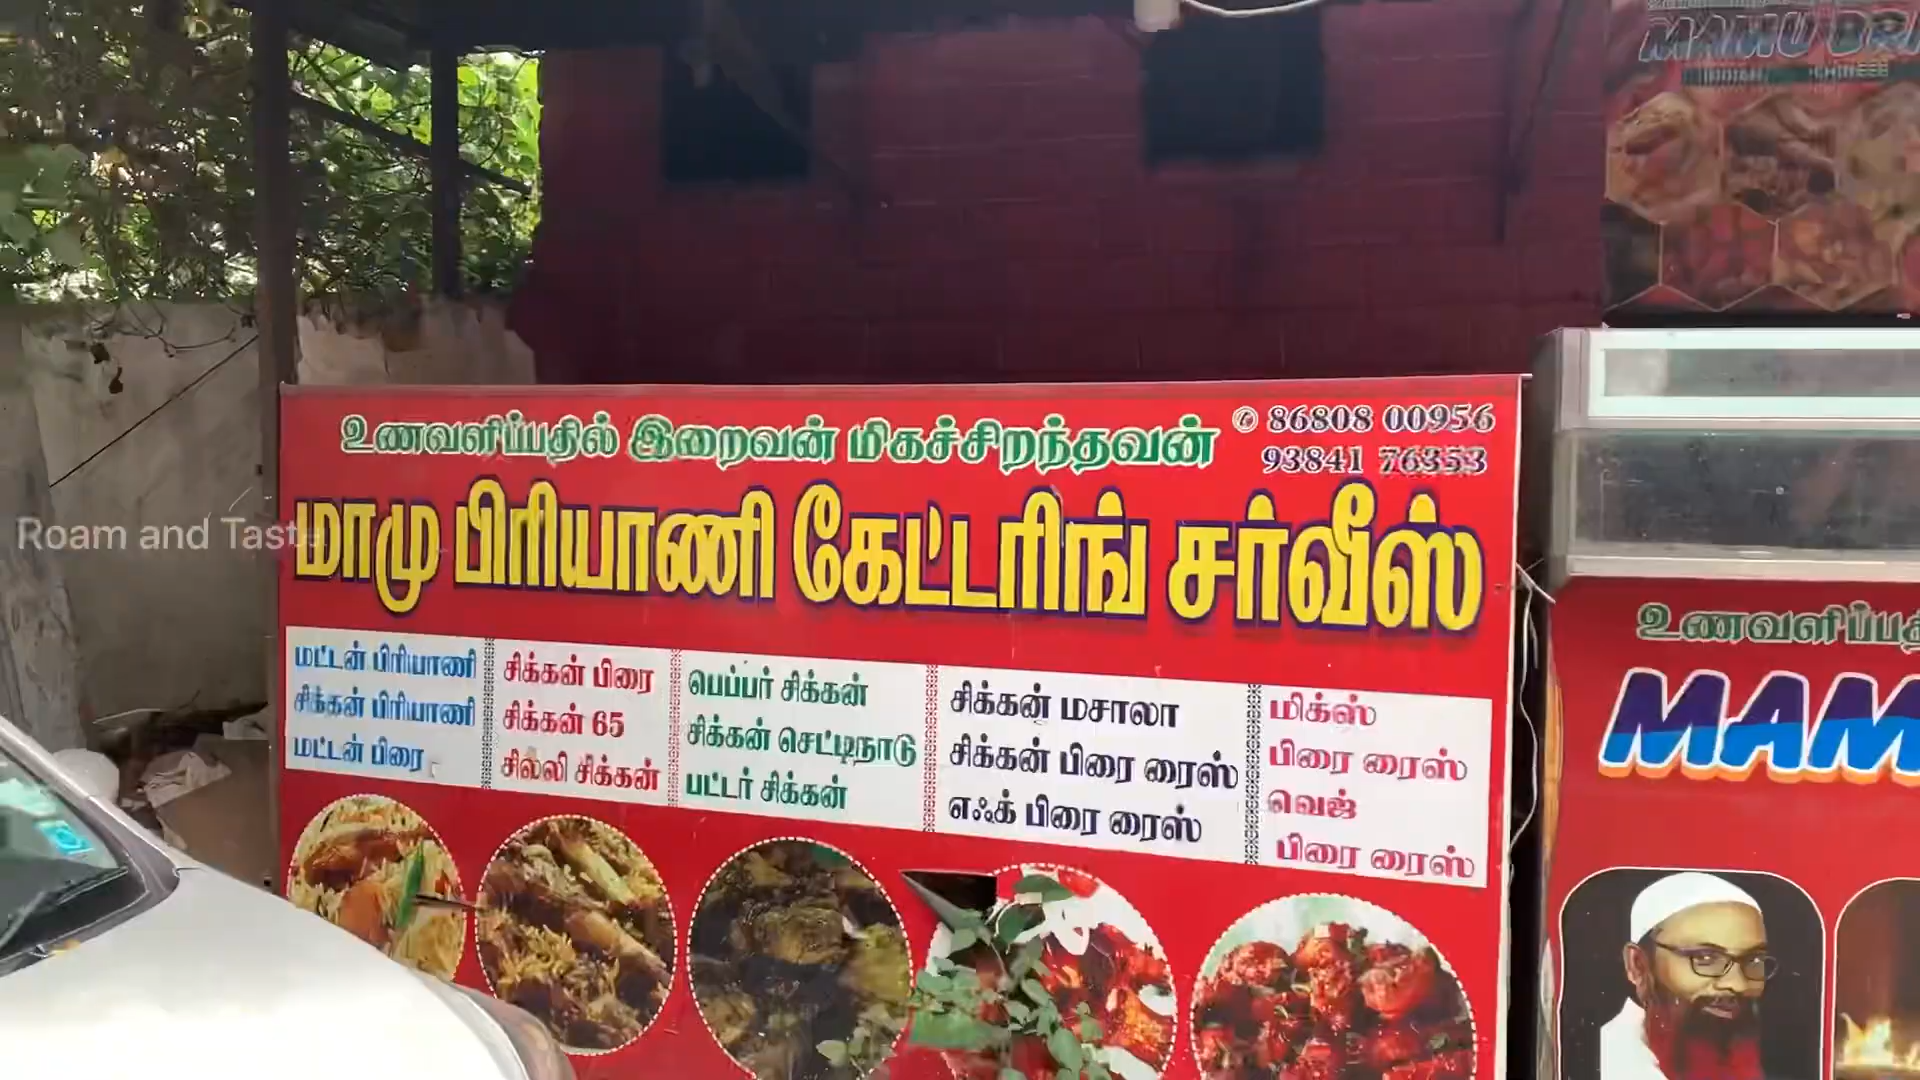 MAMU
INDIAN CHINEESE
உணவளிப்பதில் இறைவன் மிகச்சிறந்தவன்
86808 00956
93841 76353
மாமு பிரியாணி கேட்டரிங் சர்வீஸ்
Roam and Taste
மட்டன் பிரியாணி
சிக்கன் பிரியாணி
மட்டன் பிரை
சிக்கன் பிரை
சிக்கன் 65
சில்லி சிக்கன்
பெப்பர் சிக்கன்
சிக்கன் செட்டிநாடு
பட்டர் சிக்கன்
சிக்கன் மசாலா
சிக்கன் பிரை ரைஸ்
எஃக் பிரை ரைஸ்
மிக்ஸ்
பிரை ரைஸ்
வெஜ்
பிரை ரைஸ்
உணவளிப்பதி
MAM